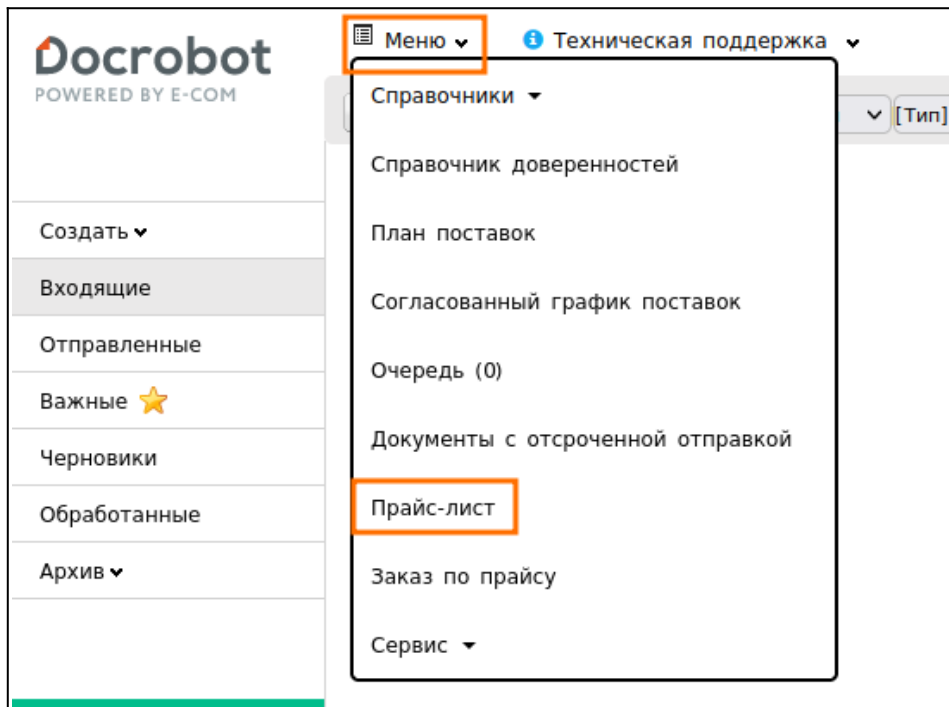 Docrobot
POWERED BY E-COM
Меню
Техническая поддержка
[Тип]
Справочники
Справочник доверенностей
План поставок
Согласованный график поставок
Очередь (0)
Документы с отсроченной отправкой
Прайс-лист
Заказ по прайсу
Сервис
Создать
Входящие
Отправленные
Важные
Черновики
Обработанные
Архив